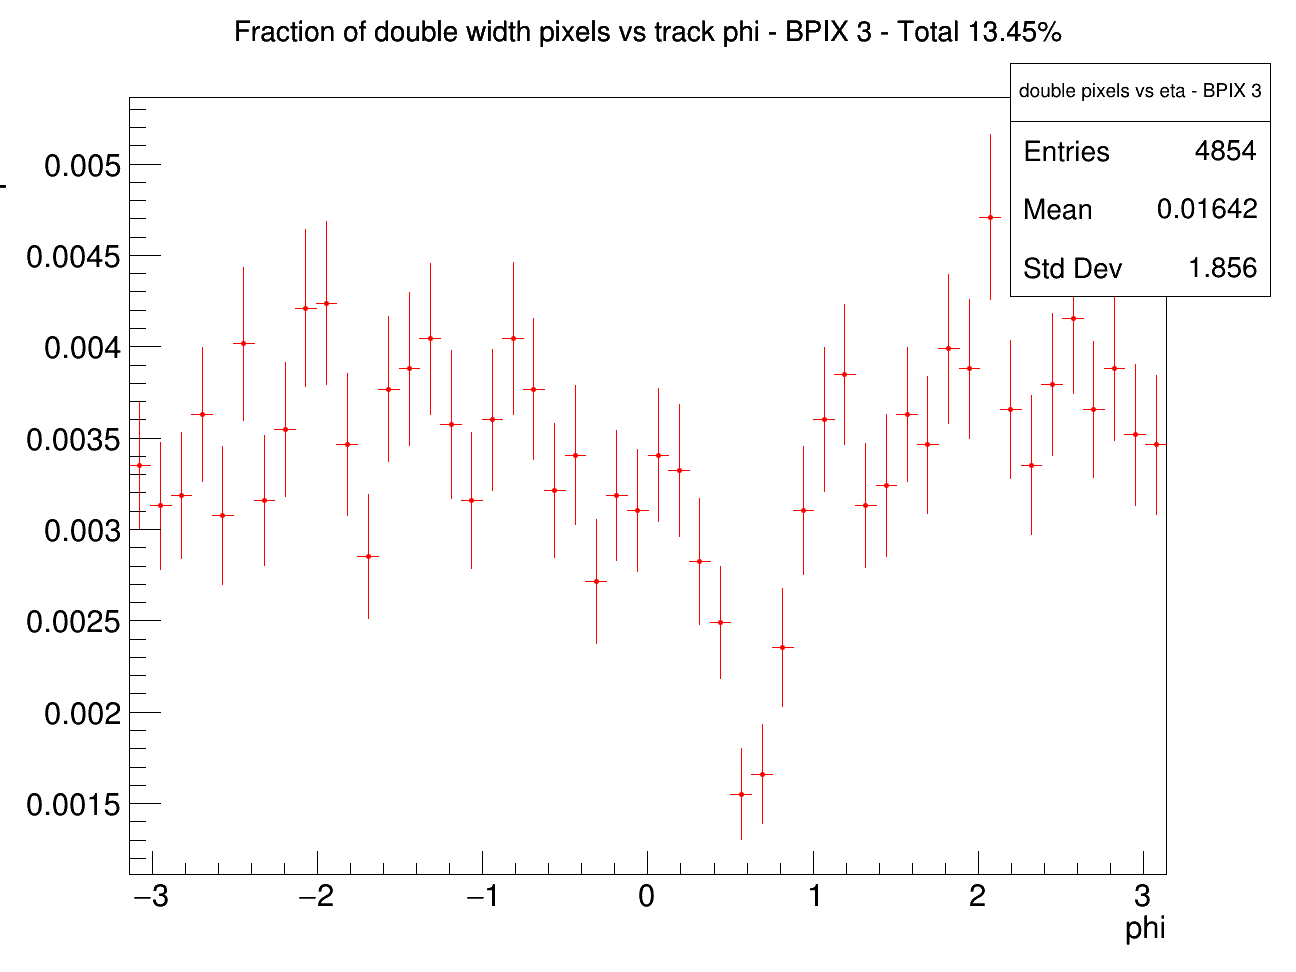 Fraction of double width pixels vs track phi - BPIX 3 - Total 13.45%
double pixels vs eta - BPIX 3
Entries 4854
Mean 0.01642
Std Dev 1.856
0.005
0.0045
0.004
0.0035
0.003
0.0025
0.002
0.0015
−3 −2 −1 0 1 2 3
phi